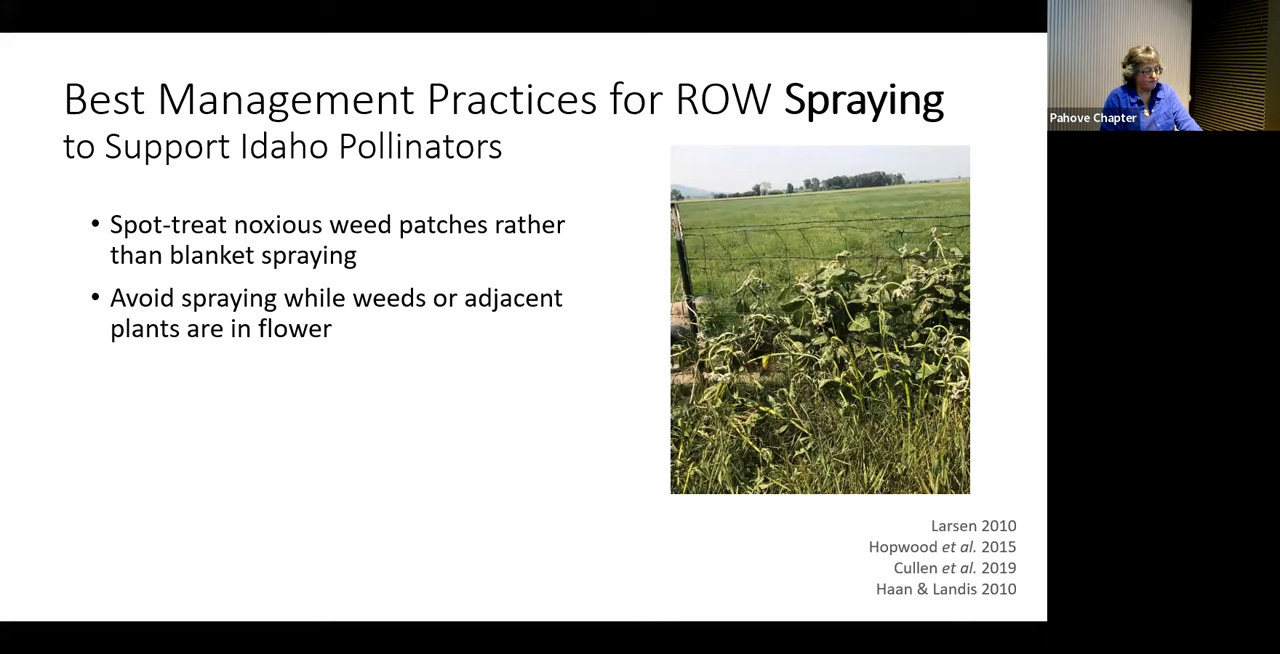 Best Management Practices for ROW Spraying
to Support Idaho Pollinators
• Spot-treat noxious weed patches rather
than blanket spraying
• Avoid spraying while weeds or adjacent
plants are in flower
Larsen 2010
Hopwood et al. 2015
Cullen et al. 2019
Haan & Landis 2010
Pahove Chapter